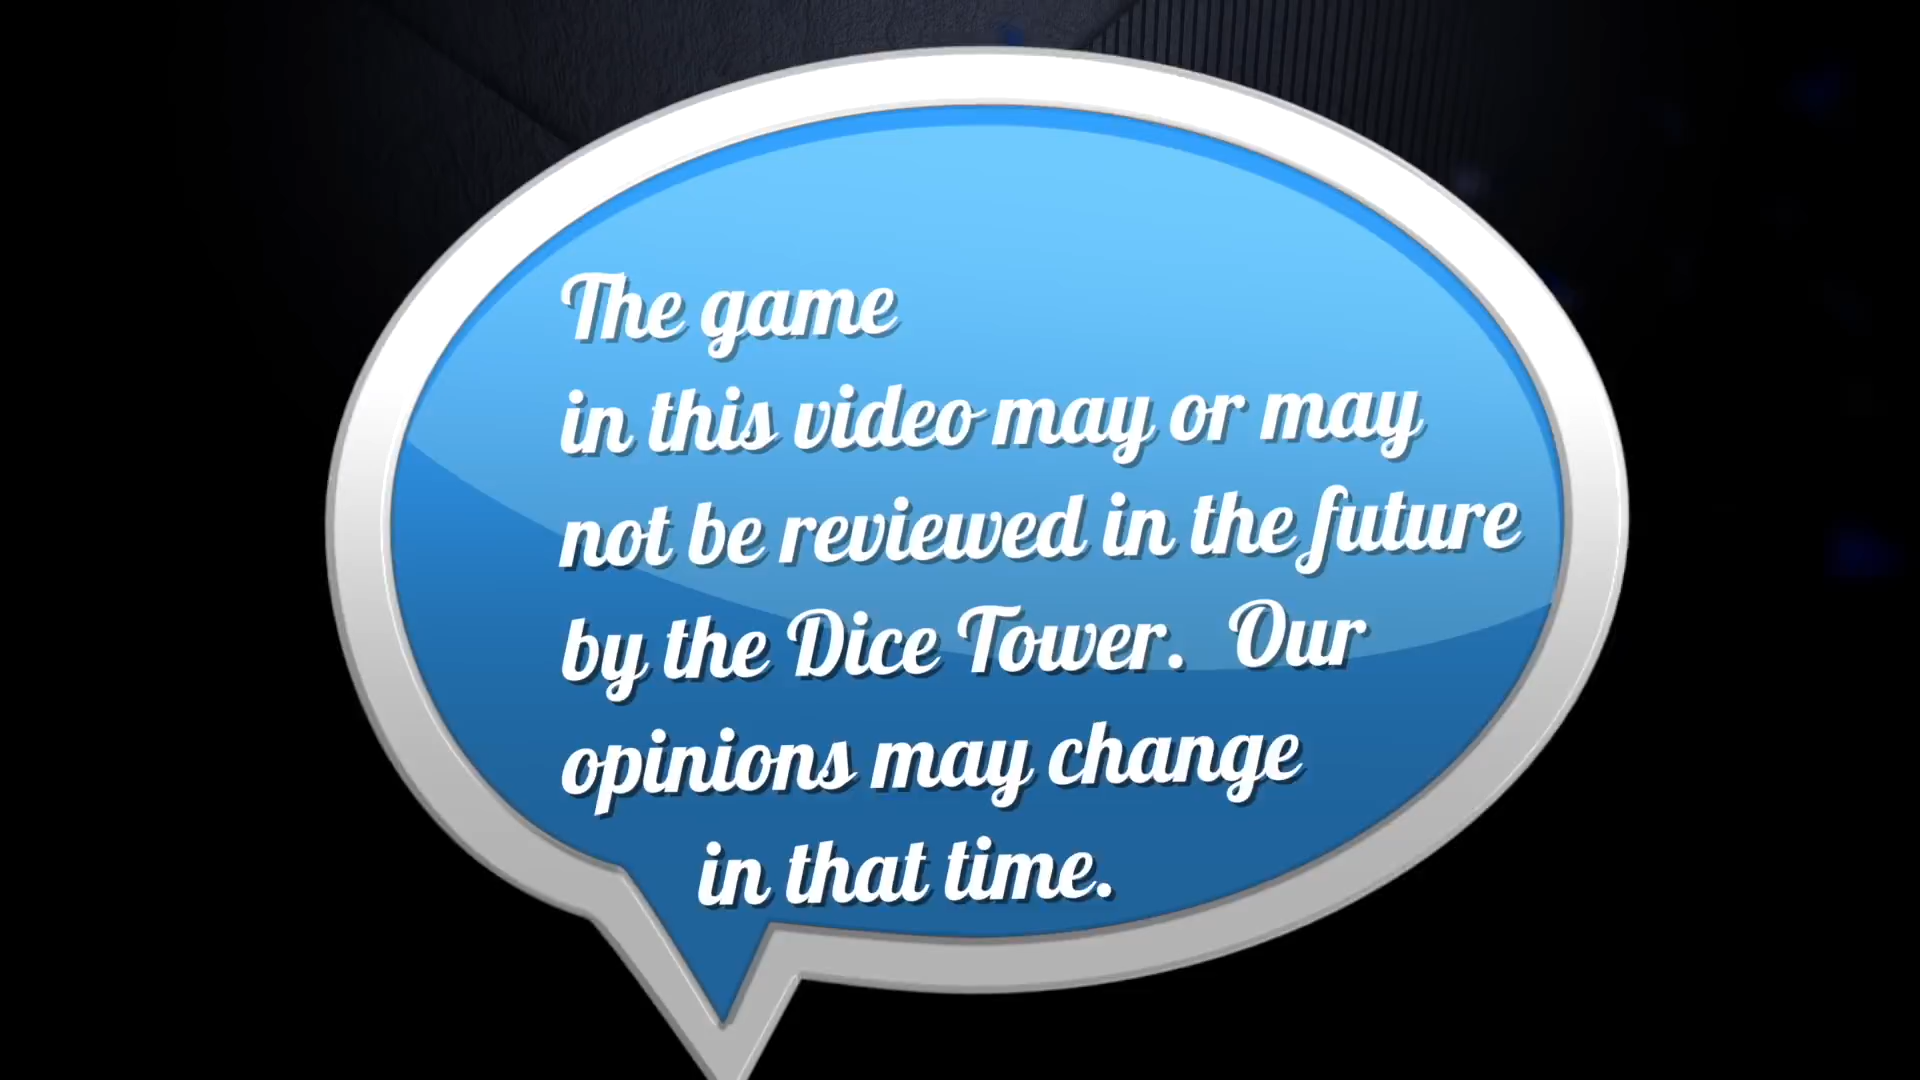 The game
in this video may or may
not be reviewed in the future
by the Dice Tower.  Our
opinions may change
in that time.